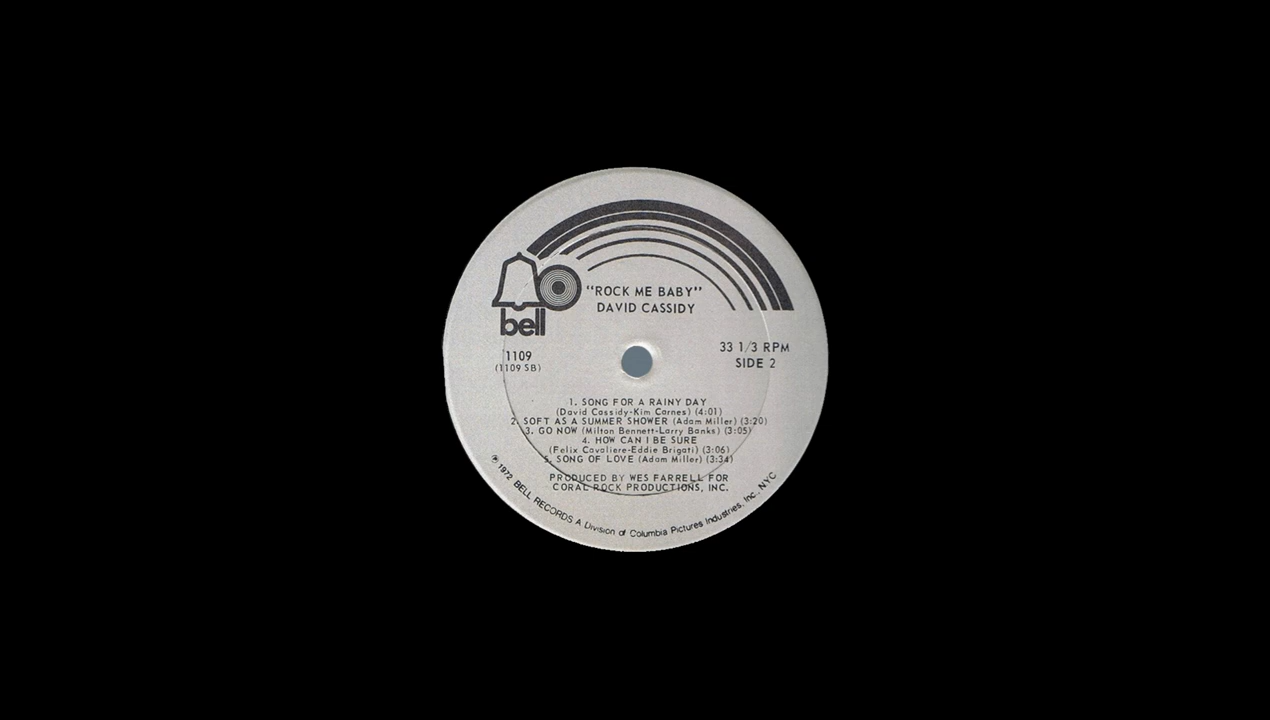 "ROCK ME BABY"
DAVID CASSIDY
bell
1109
(1109 SB)
33 1/3 RPM
SIDE 2
1. SONG FOR A RAINY DAY
(David Cassidy-Kim Carnes) (4:01)
2. SOFT AS A SUMMER SHOWER (Adam Miller) (3:20)
3. GO NOW (Milton Bennett-Larry Banks) (3:05)
4. HOW CAN I BE SURE
(Felix Cavaliere-Eddie Brigati) (3:06)
5. SONG OF LOVE (Adam Miller) (3:34)
PRODUCED BY WES FARRELL FOR
CORAL ROCK PRODUCTIONS, INC.
℗ 1972 BELL RECORDS A Division of Columbia Pictures Industries, Inc., NYC